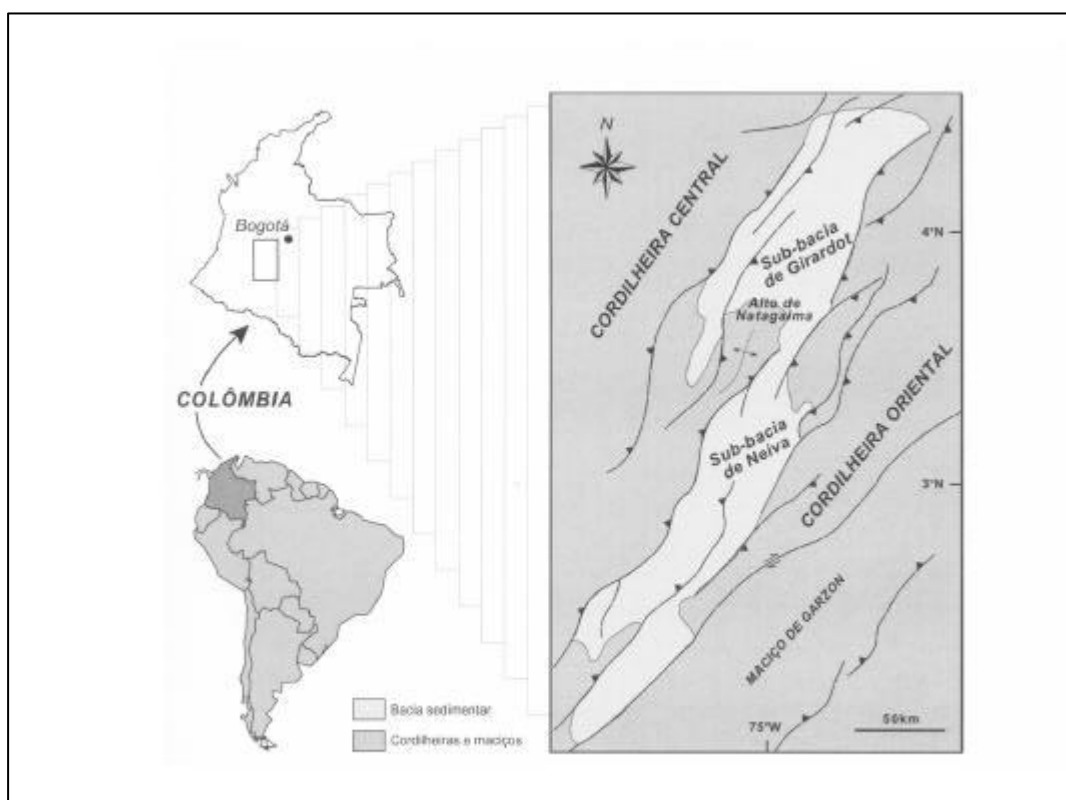 Bogotá
COLÔMBIA
Bacia sedimentar
Cordilheiras e maciços
N
CORDILHEIRA CENTRAL
Sub-bacia
de Girardot
Alto de
Natagaima
4°N
Sub-bacia
de Neiva
CORDILHEIRA ORIENTAL
3°N
MACIÇO DE GARZON
75°W
50km